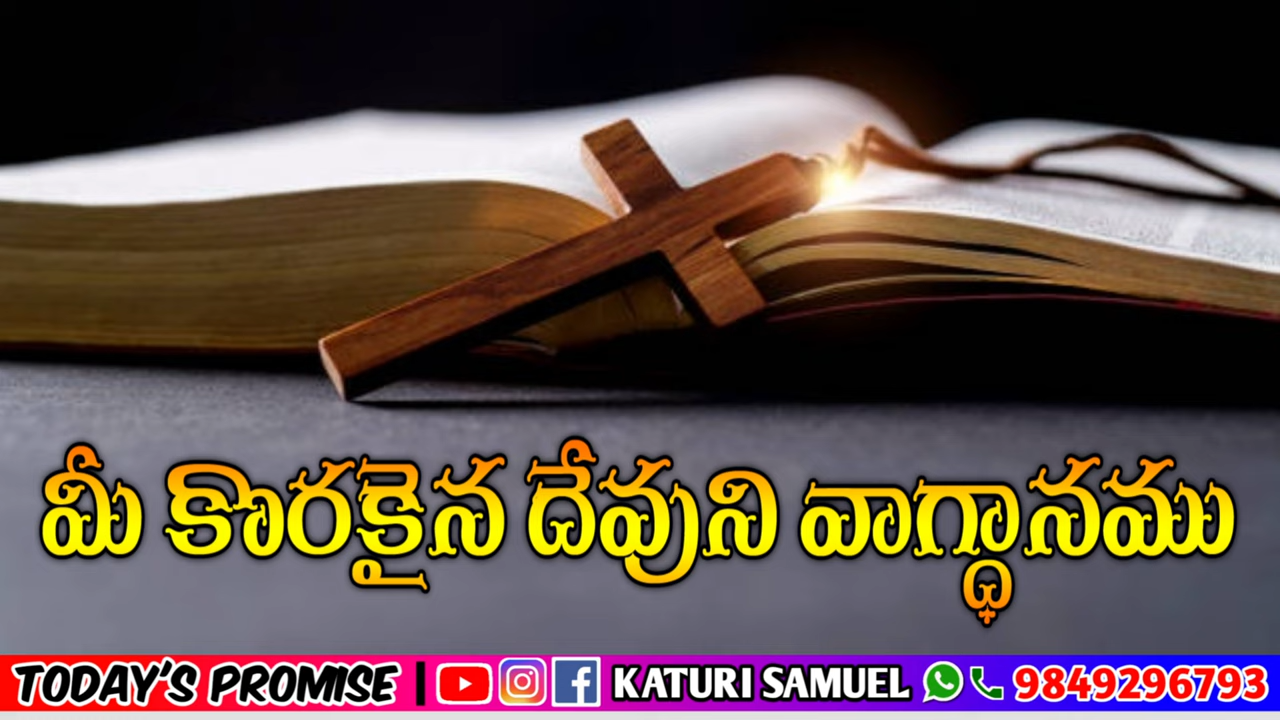 మీ కొరకైన దేవుని వాగ్ధానము
TODAY'S PROMISE | KATURI SAMUEL 9849296793